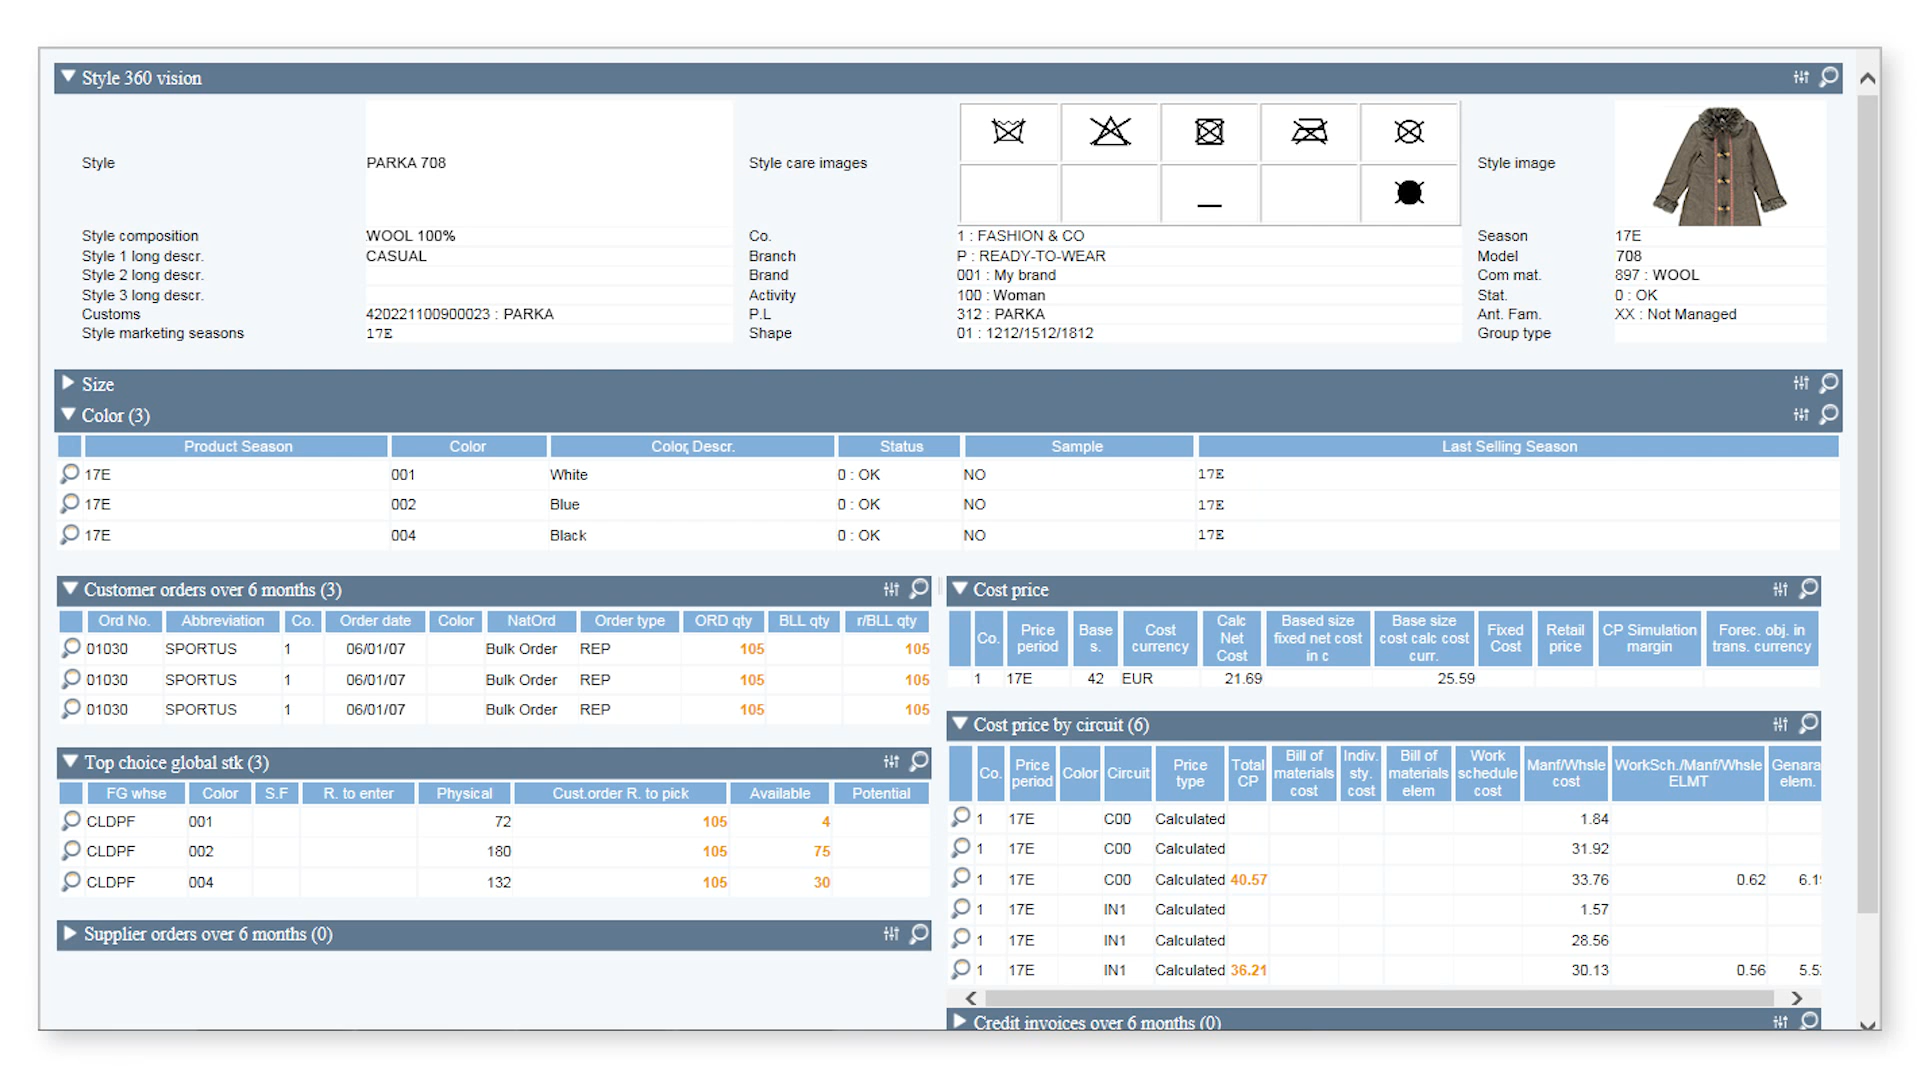 Style 360 vision
Style PARKA 708 Style care images Style image
Style composition WOOL 100% Co. 1 : FASHION & CO Season 17E
Style 1 long descr. CASUAL Branch P : READY-TO-WEAR Model 708
Style 2 long descr. Brand 001 : My brand Com mat. 897 : WOOL
Style 3 long descr. Activity 100 : Woman Stat. 0 : OK
Customs 420221100900023 : PARKA P.L 312 : PARKA Ant. Fam. XX : Not Managed
Style marketing seasons 17E Shape 01 : 1212/1512/1812 Group type
Size
Color (3)
Product Season Color Color Descr. Status Sample Last Selling Season
17E 001 White 0 : OK NO 17E
17E 002 Blue 0 : OK NO 17E
17E 004 Black 0 : OK NO 17E
Customer orders over 6 months (3)
Ord No. Abbreviation Co. Order date Color NatOrd Order type ORD qty BLL qty r/BLL qty
01030 SPORTUS 1 06/01/07 Bulk Order REP 105 105
01030 SPORTUS 1 06/01/07 Bulk Order REP 105 105
01030 SPORTUS 1 06/01/07 Bulk Order REP 105 105
Top choice global stk (3)
FG whse Color S.F R. to enter Physical Cust.order R. to pick Available Potential
CLDPF 001 72 105 4
CLDPF 002 180 105 75
CLDPF 004 132 105 30
Supplier orders over 6 months (0)
Cost price
Co. Price period Base s. Cost currency Calc Net Cost Based size fixed net cost in c Base size cost calc cost curr. Fixed Cost Retail price CP Simulation margin Forec. obj. in trans. currency
1 17E 42 EUR 21.69 25.59
Cost price by circuit (6)
Co. Price period Color Circuit Price type Total CP Bill of materials cost Indiv. sty. cost Bill of materials elem Work schedule cost Manf/Whsle cost WorkSch./Manf/Whsle ELMT Genara elem.
1 17E C00 Calculated 1.84
1 17E C00 Calculated 31.92
1 17E C00 Calculated 40.57 33.76 0.62 6.1
1 17E IN1 Calculated 1.57
1 17E IN1 Calculated 28.56
1 17E IN1 Calculated 36.21 30.13 0.56 5.5
Credit invoices over 6 months (0)